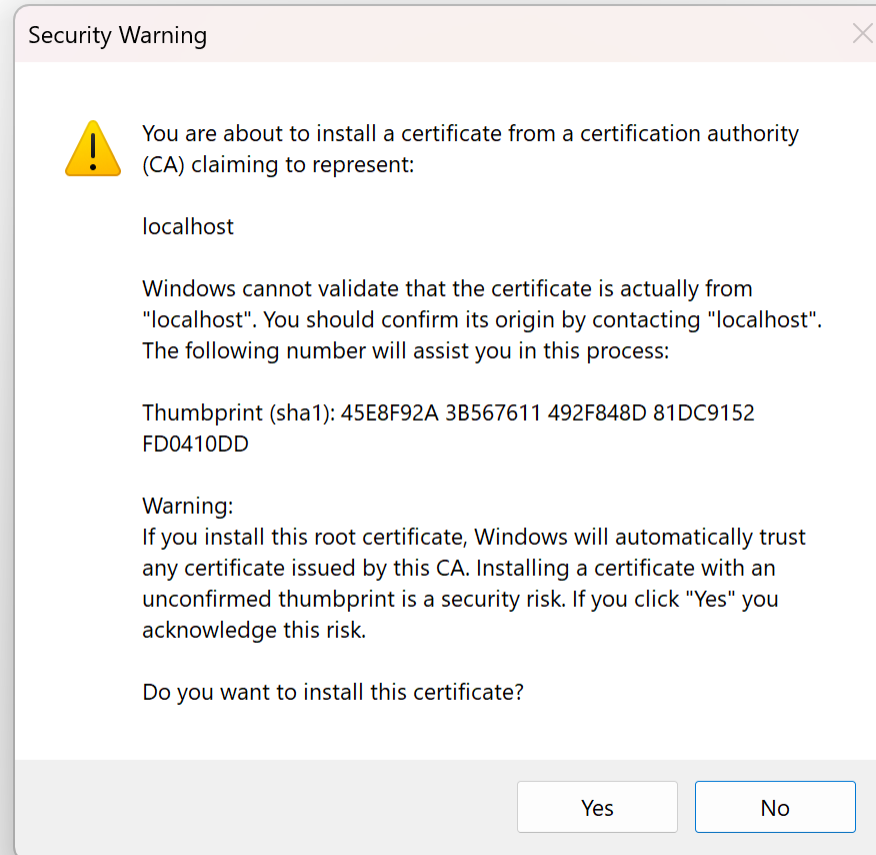 Security Warning
You are about to install a certificate from a certification authority
(CA) claiming to represent:
localhost
Windows cannot validate that the certificate is actually from
"localhost". You should confirm its origin by contacting "localhost".
The following number will assist you in this process:
Thumbprint (sha1): 45E8F92A 3B567611 492F848D 81DC9152
FD0410DD
Warning:
If you install this root certificate, Windows will automatically trust
any certificate issued by this CA. Installing a certificate with an
unconfirmed thumbprint is a security risk. If you click "Yes" you
acknowledge this risk.
Do you want to install this certificate?
Yes
No